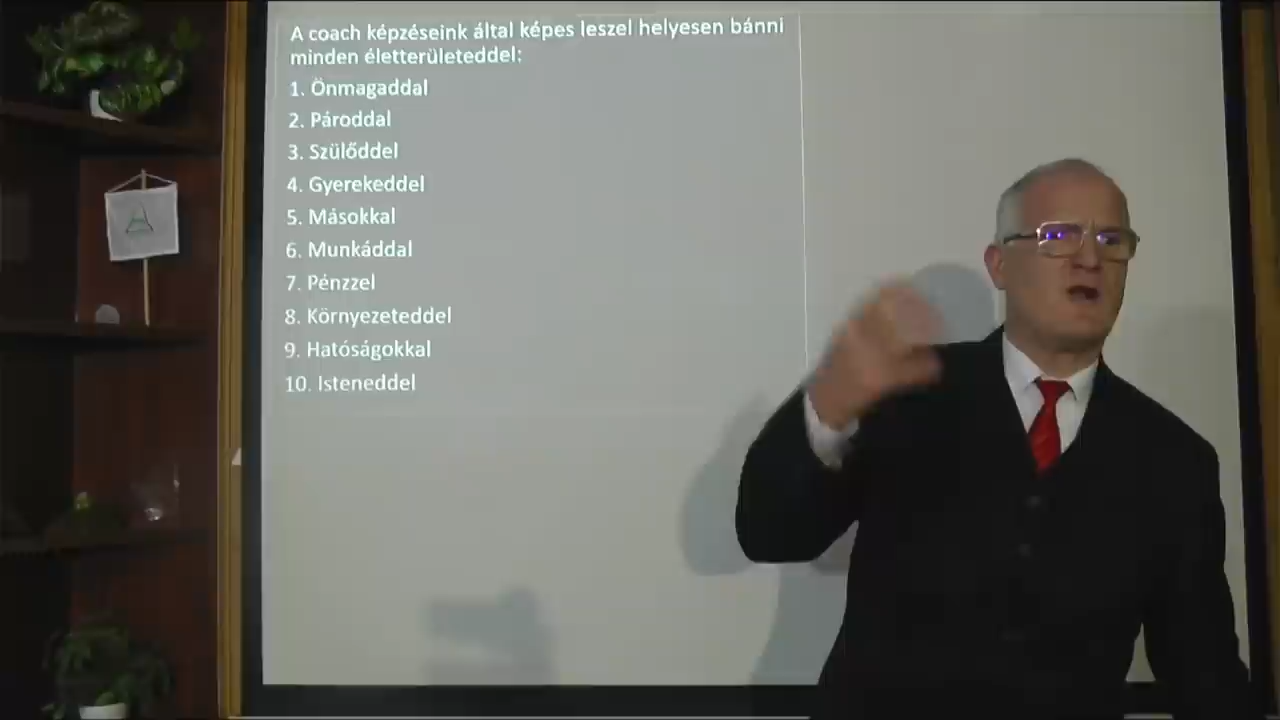 A coach képzéseink által képes leszel helyesen bánni
minden életterületeddel:
1. Önmagaddal
2. Pároddal
3. Szülőddel
4. Gyerekeddel
5. Másokkal
6. Munkáddal
7. Pénzzel
8. Környezeteddel
9. Hatóságokkal
10. Isteneddel